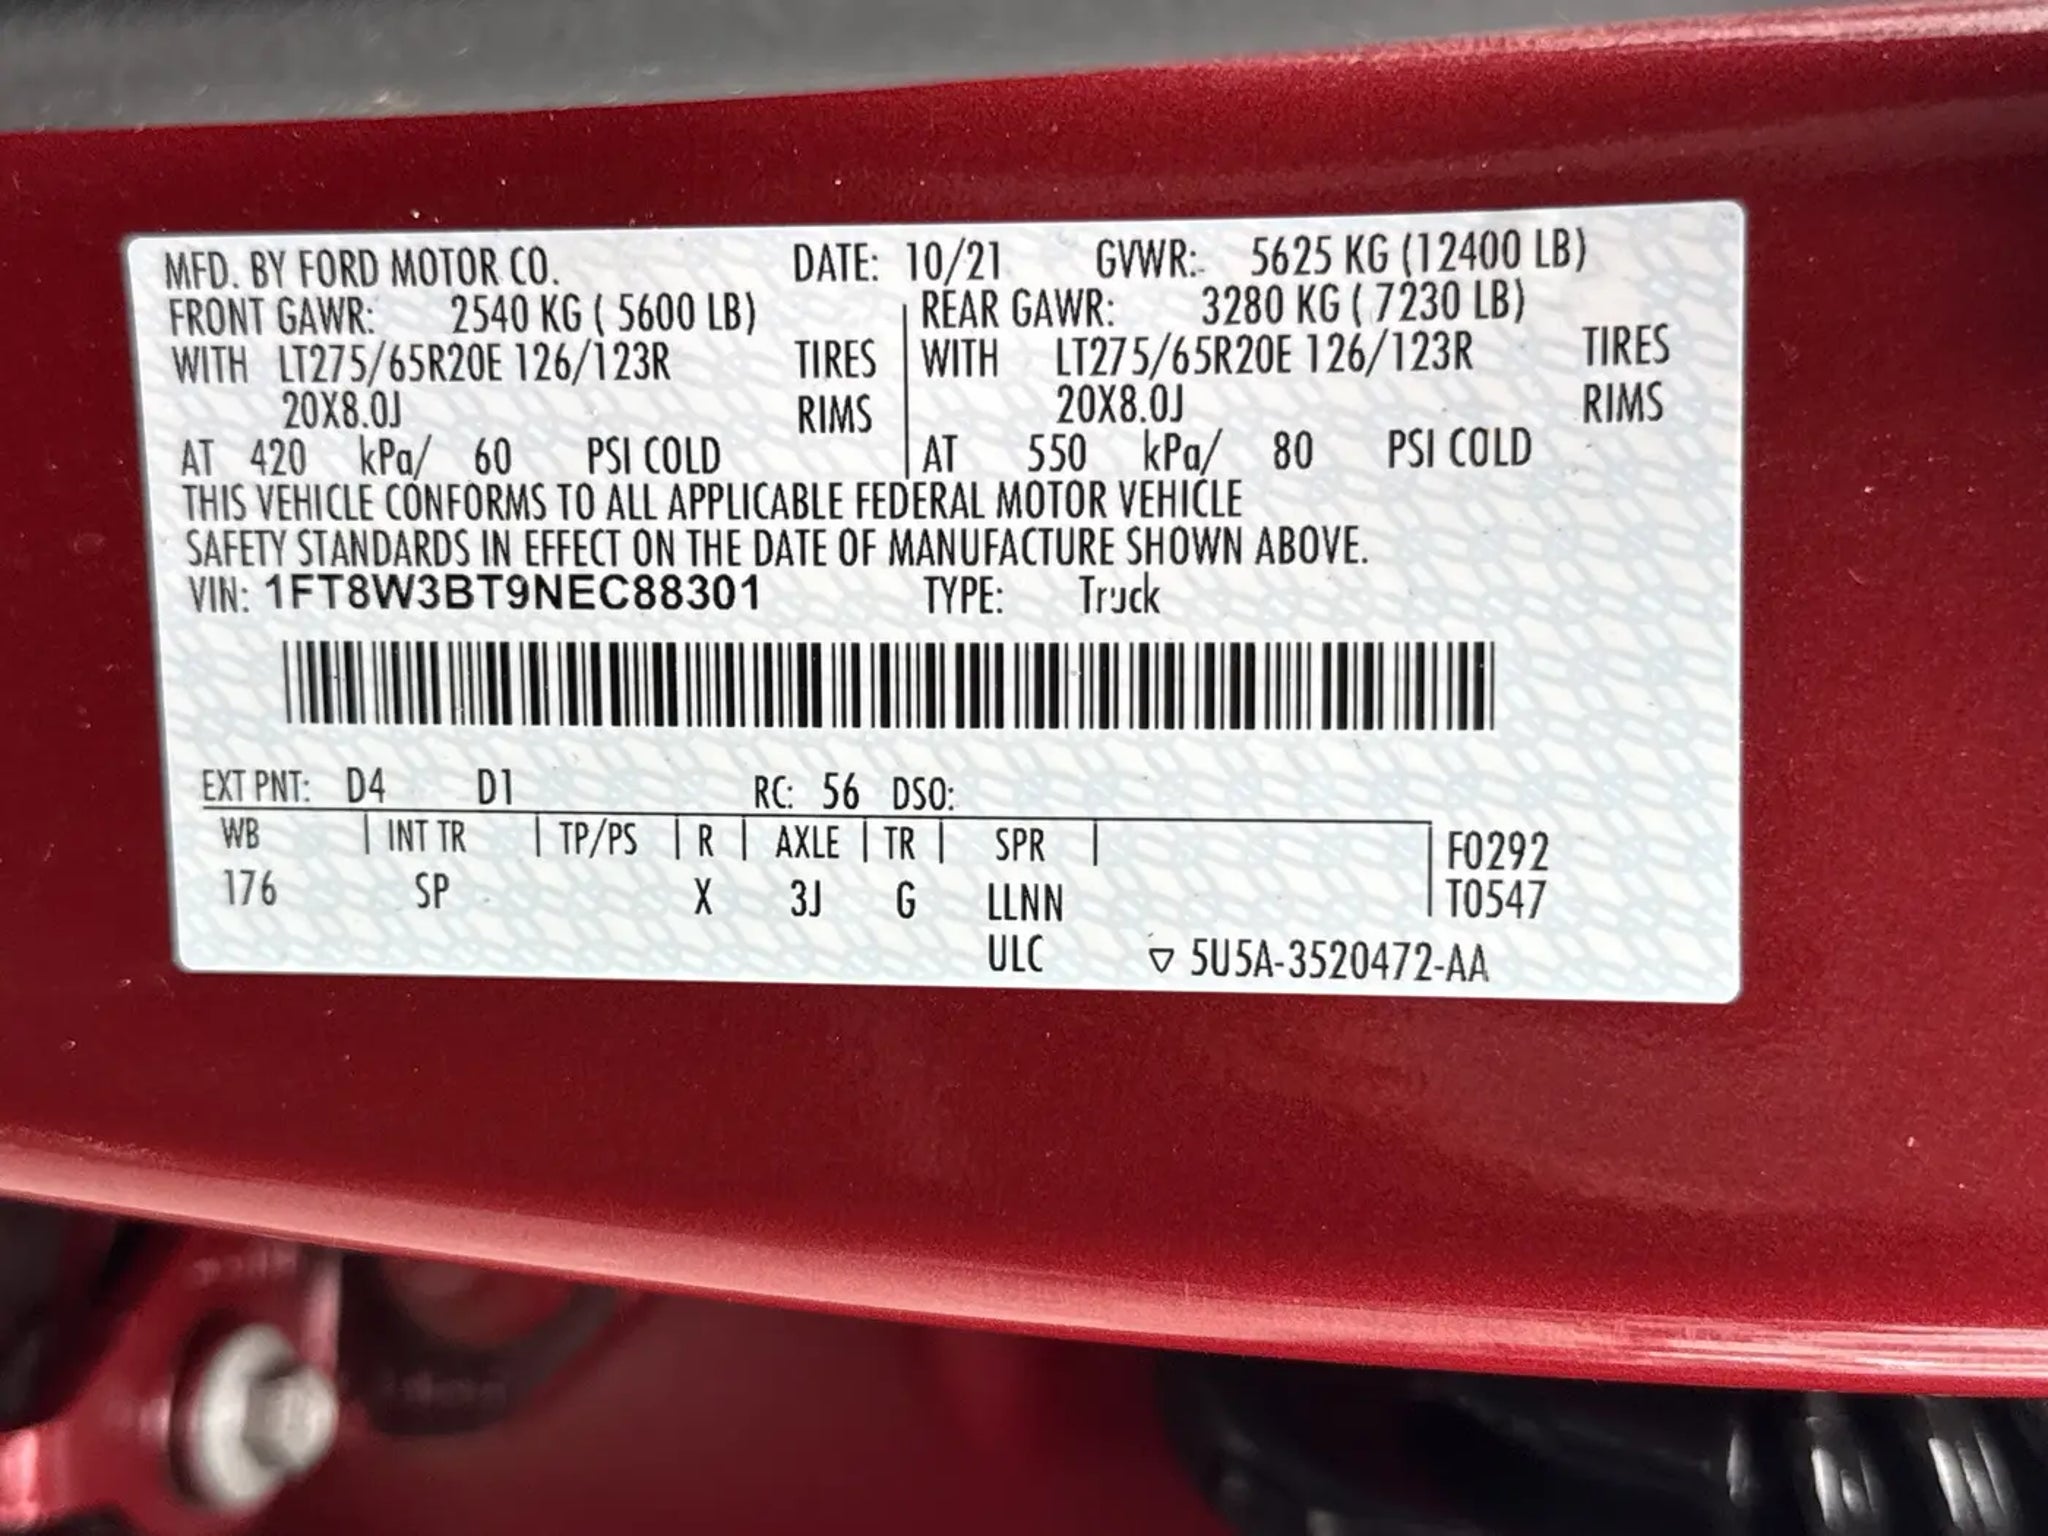 MFD. BY FORD MOTOR CO. DATE: 10/21 GVWR: 5625 KG (12400 LB)
FRONT GAWR: 2540 KG ( 5600 LB) REAR GAWR: 3280 KG ( 7230 LB)
WITH LT275/65R20E 126/123R TIRES WITH LT275/65R20E 126/123R TIRES
20X8.0J RIMS 20X8.0J RIMS
AT 420 kPa/ 60 PSI COLD AT 550 kPa/ 80 PSI COLD
THIS VEHICLE CONFORMS TO ALL APPLICABLE FEDERAL MOTOR VEHICLE
SAFETY STANDARDS IN EFFECT ON THE DATE OF MANUFACTURE SHOWN ABOVE.
VIN: 1FT8W3BT9NEC88301 TYPE: Truck
EXT PNT: D4 D1 RC: 56 DSO:
WB | INT TR | TP/PS | R | AXLE | TR | SPR | F0292
176 SP X 3J G LLNN T0547
ULC ▽ 5U5A-3520472-AA